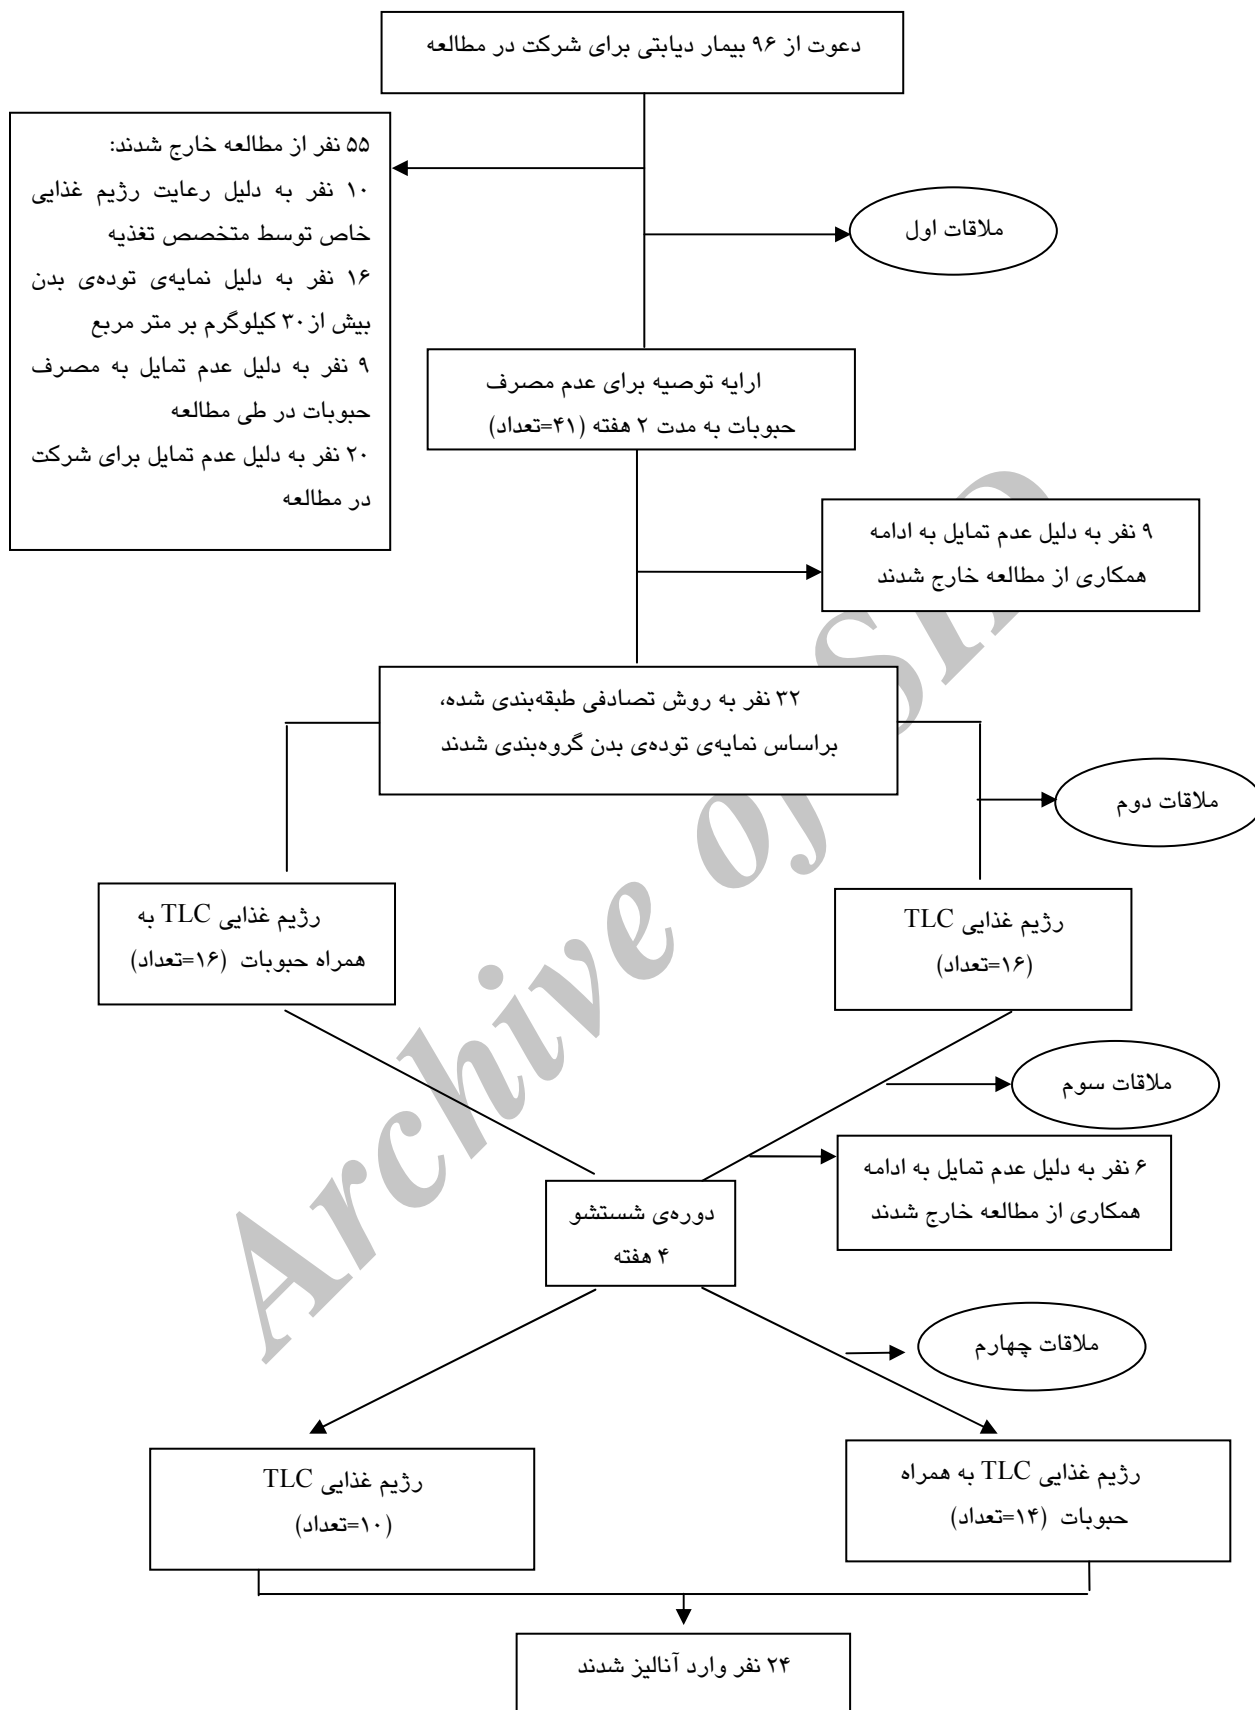 دعوت از ۹۶ بیمار دیابتی برای شرکت در مطالعه
۵۵ نفر از مطالعه خارج شدند:
۱۰ نفر به دلیل رعایت رژیم غذایی
خاص توسط متخصص تغذیه
۱۶ نفر به دلیل نمایه‌ی توده‌ی بدن
بیش از۳۰ کیلوگرم بر متر مربع
۹ نفر به دلیل عدم تمایل به مصرف
حبوبات در طی مطالعه
۲۰ نفر به دلیل عدم تمایل برای شرکت
در مطالعه
ملاقات اول
ارایه توصیه برای عدم مصرف
حبوبات به مدت ۲ هفته (۴۱=تعداد)
۹ نفر به دلیل عدم تمایل به ادامه
همکاری از مطالعه خارج شدند
۳۲ نفر به روش تصادفی طبقه‌بندی شده،
براساس نمایه‌ی توده‌ی بدن گروه‌بندی شدند
ملاقات دوم
رژیم غذایی TLC
(۱۶=تعداد)
رژیم غذایی TLC به
همراه حبوبات (۱۶=تعداد)
ملاقات سوم
۶ نفر به دلیل عدم تمایل به ادامه
همکاری از مطالعه خارج شدند
دوره‌ی شستشو
۴ هفته
ملاقات چهارم
رژیم غذایی TLC به همراه
حبوبات (۱۴=تعداد)
رژیم غذایی TLC
(۱۰=تعداد)
۲۴ نفر وارد آنالیز شدند
Archive of SID